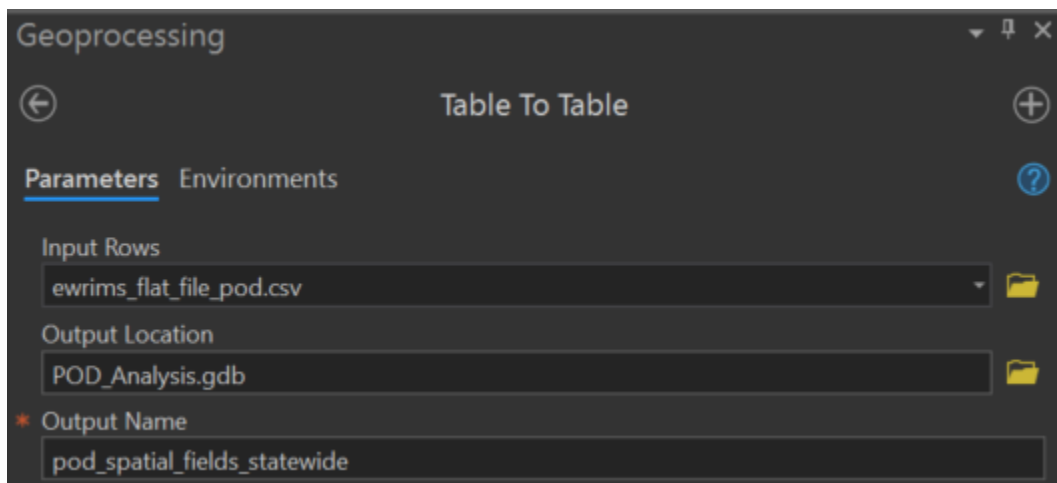 Geoprocessing
Table To Table
Parameters Environments
Input Rows
ewrims_flat_file_pod.csv
Output Location
POD_Analysis.gdb
* Output Name
pod_spatial_fields_statewide